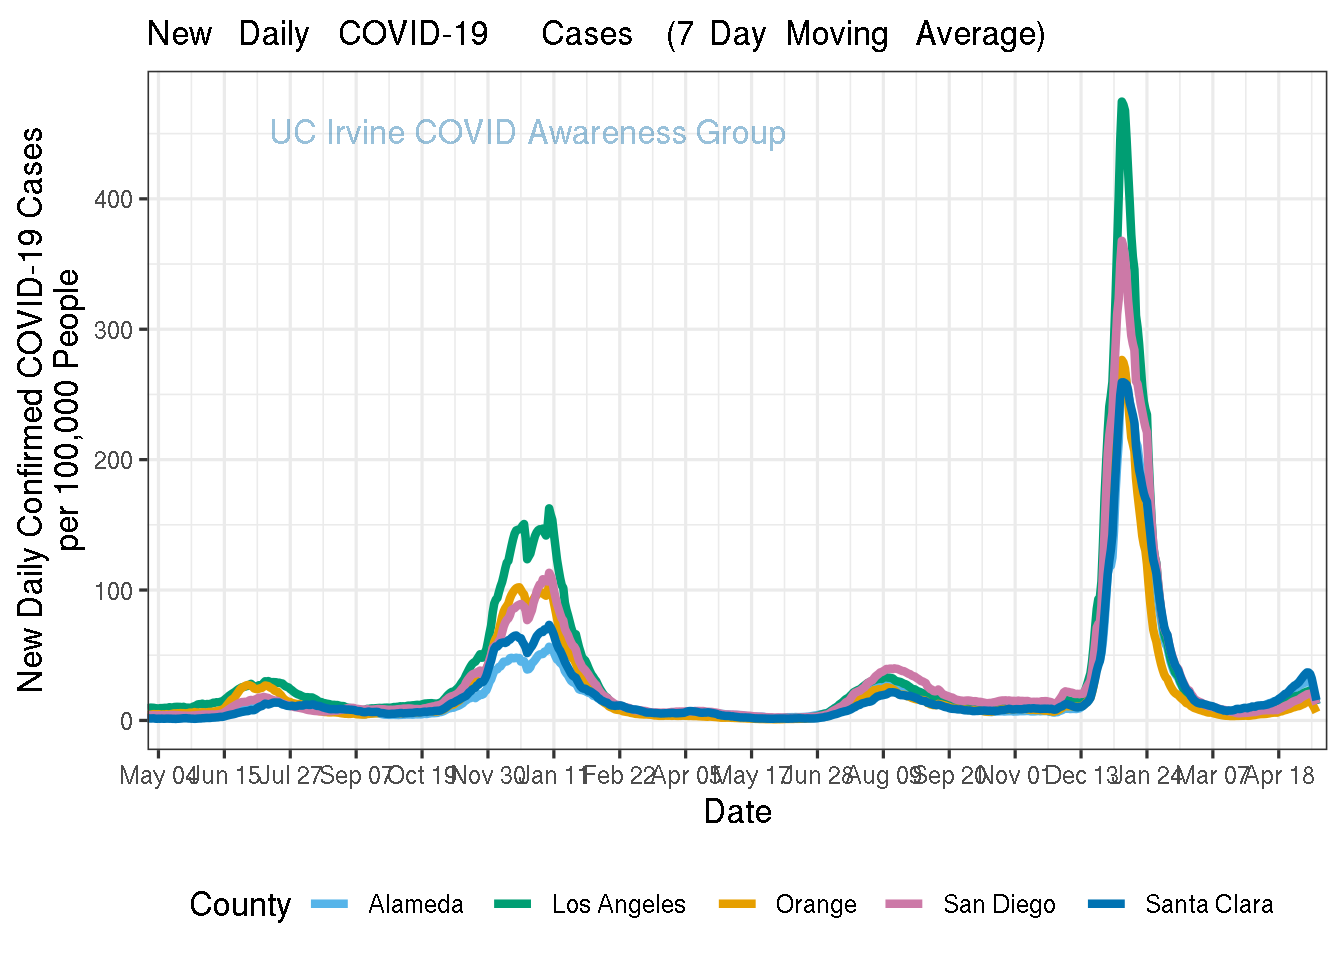 New Daily COVID-19 Cases (7 Day Moving Average)
UC Irvine COVID Awareness Group
New Daily Confirmed COVID-19 Cases
per 100,000 People
400
300
200
100
0
May 04 Jun 15 Jul 27 Sep 07 Oct 19 Nov 30 Jan 11 Feb 22 Apr 05 May 17 Jun 28 Aug 09 Sep 20 Nov 01 Dec 13 Jan 24 Mar 07 Apr 18
Date
County Alameda Los Angeles Orange San Diego Santa Clara